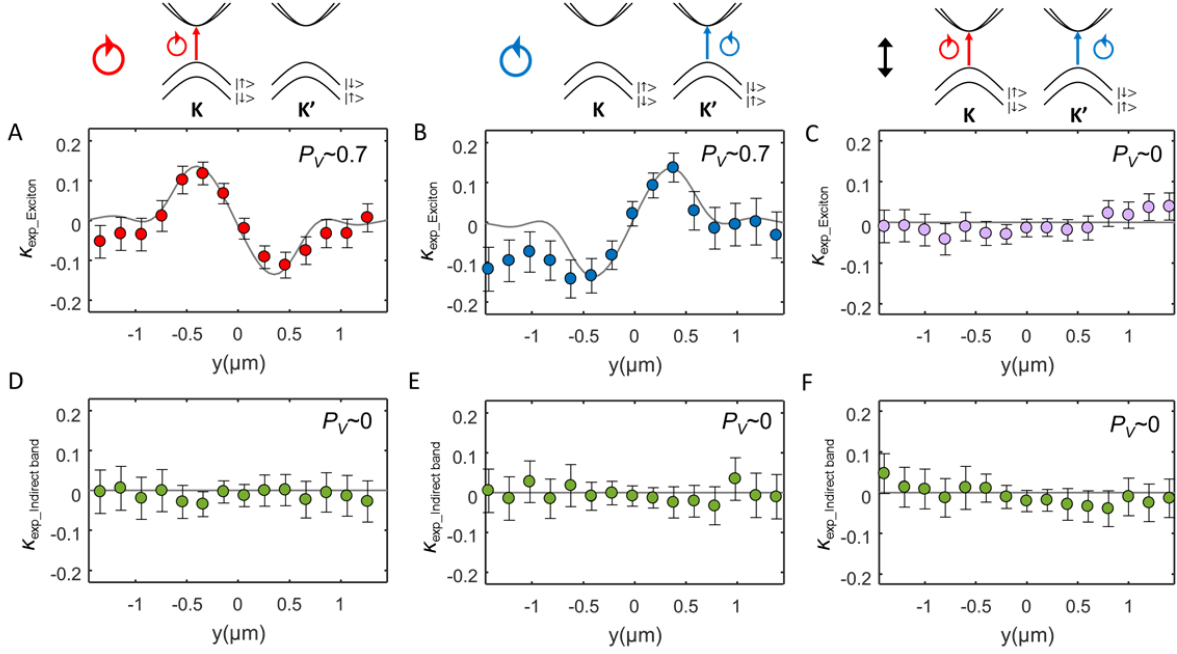 |↑> |↓> |↓> |↑>
K K'
|↑> |↓> |↓> |↑>
K K'
|↑> |↓> |↓> |↑>
K K'
A
0.2
0.1
0
-0.1
-0.2
κexp_Exciton
P_V~0.7
-1 -0.5 0 0.5 1
y(μm)
B
0.2
0.1
0
-0.1
-0.2
κexp_Exciton
P_V~0.7
-1 -0.5 0 0.5 1
y(μm)
C
0.2
0.1
0
-0.1
-0.2
κexp_Exciton
P_V~0
-1 -0.5 0 0.5 1
y(μm)
D
0.2
0.1
0
-0.1
-0.2
κexp_Indirect band
P_V~0
-1 -0.5 0 0.5 1
y(μm)
E
0.2
0.1
0
-0.1
-0.2
κexp_Indirect band
P_V~0
-1 -0.5 0 0.5 1
y(μm)
F
0.2
0.1
0
-0.1
-0.2
κexp_Indirect band
P_V~0
-1 -0.5 0 0.5 1
y(μm)